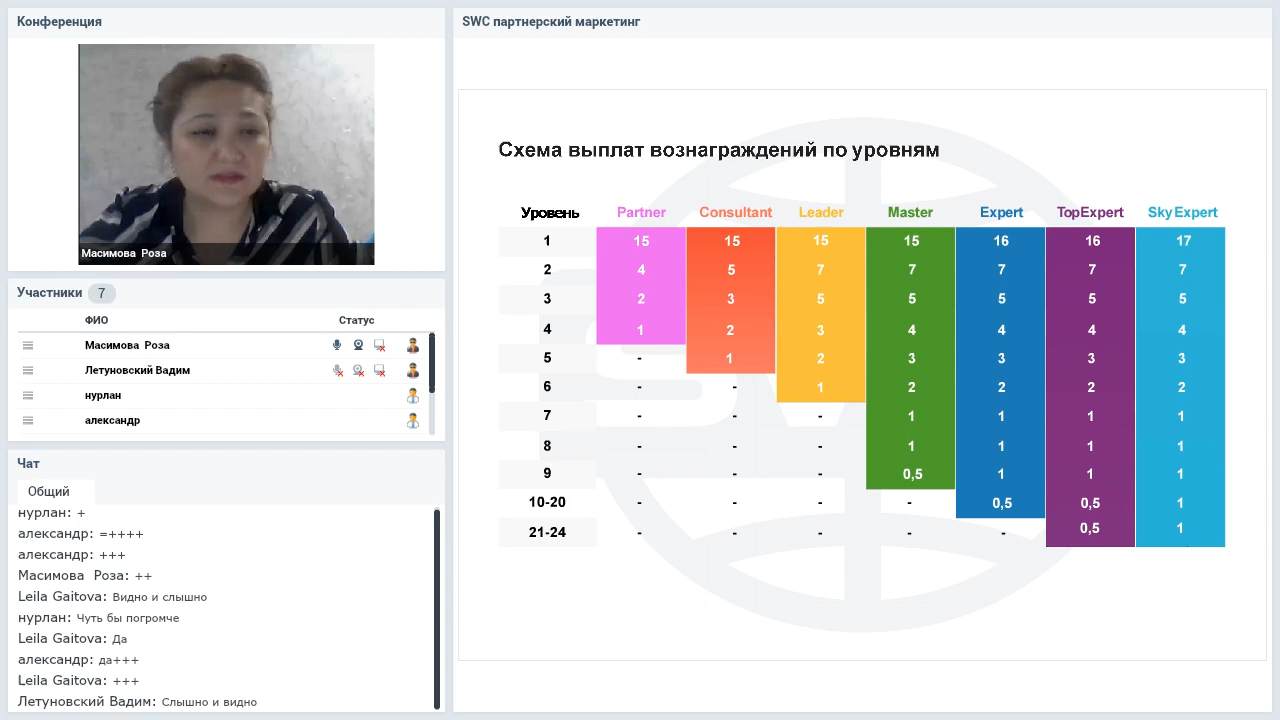 Конференция
Масимова Роза
Участники 7
ФИО Статус
Масимова Роза
Летуновский Вадим
нурлан
александр
Чат
Общий
нурлан: +
александр: =++++
александр: +++
Масимова Роза: ++
Leila Gaitova: Видно и слышно
нурлан: Чуть бы погромче
Leila Gaitova: Да
александр: да+++
Leila Gaitova: +++
Летуновский Вадим: Слышно и видно
SWC партнерский маркетинг
Схема выплат вознаграждений по уровням
Уровень Partner Consultant Leader Master Expert TopExpert Sky Expert
1 15 15 15 15 16 16 17
2 4 5 7 7 7 7 7
3 2 3 5 5 5 5 5
4 1 2 3 4 4 4 4
5 - 1 2 3 3 3 3
6 - - 1 2 2 2 2
7 - - - 1 1 1 1
8 - - - 1 1 1 1
9 - - - 0,5 1 1 1
10-20 - - - - 0,5 0,5 1
21-24 - - - - - 0,5 1